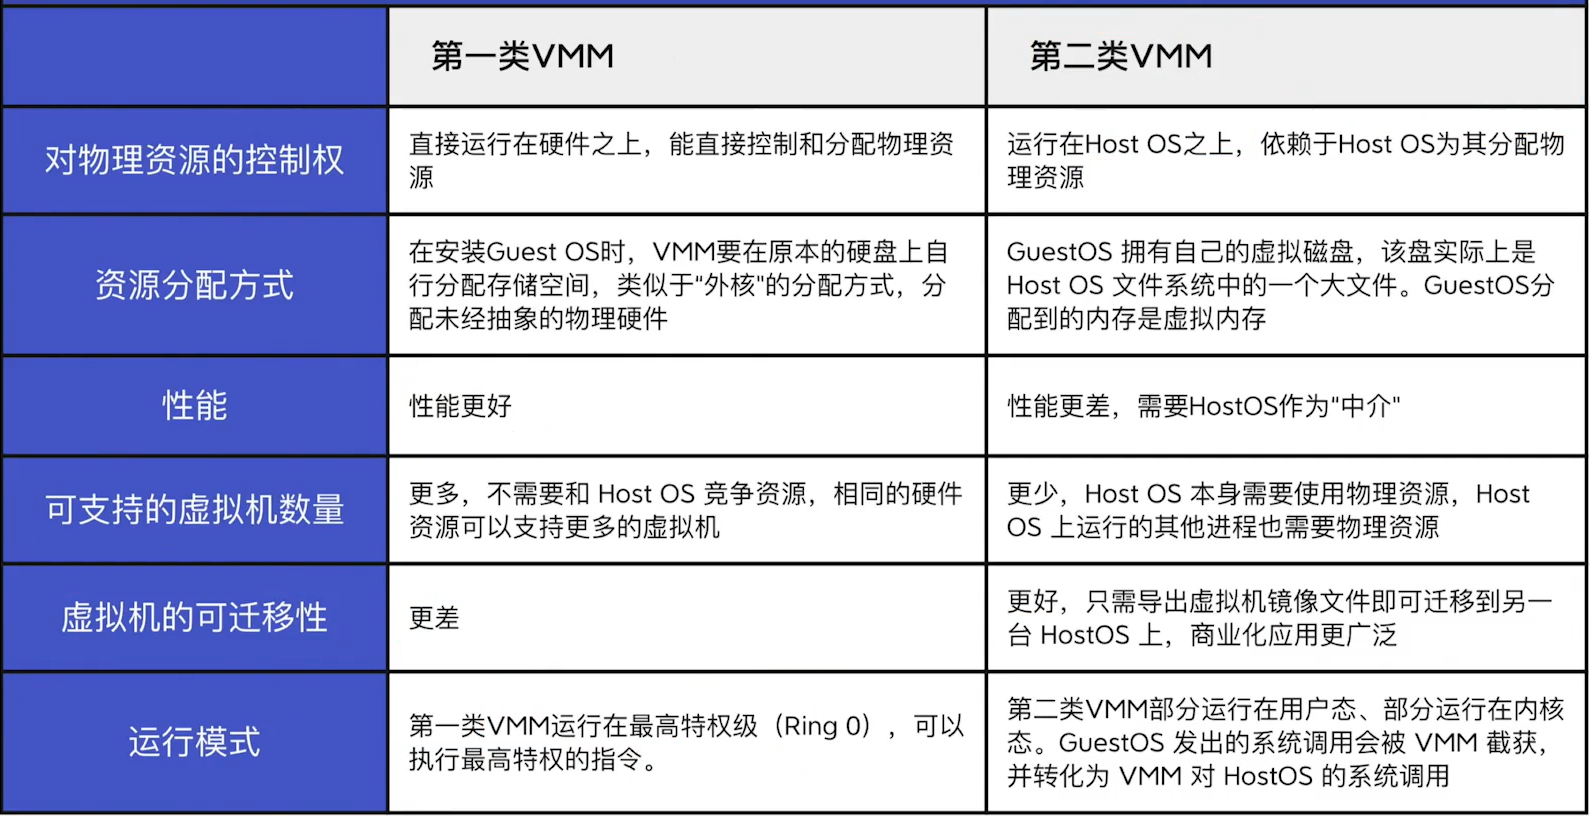 第一类VMM
第二类VMM
对物理资源的控制权
直接运行在硬件之上，能直接控制和分配物理资
源
运行在Host OS之上，依赖于Host OS为其分配物
理资源
资源分配方式
在安装Guest OS时，VMM要在原本的硬盘上自
行分配存储空间，类似于"外核"的分配方式，分
配未经抽象的物理硬件
GuestOS 拥有自己的虚拟磁盘，该盘实际上是
Host OS 文件系统中的一个大文件。GuestOS分
配到的内存是虚拟内存
性能
性能更好
性能更差，需要HostOS作为"中介"
可支持的虚拟机数量
更多，不需要和 Host OS 竞争资源，相同的硬件
资源可以支持更多的虚拟机
更少，Host OS 本身需要使用物理资源，Host
OS 上运行的其他进程也需要物理资源
虚拟机的可迁移性
更差
更好，只需导出虚拟机镜像文件即可迁移到另一
台 HostOS 上，商业化应用更广泛
运行模式
第一类VMM运行在最高特权级（Ring 0），可以
执行最高特权的指令。
第二类VMM部分运行在用户态、部分运行在内核
态。GuestOS 发出的系统调用会被 VMM 截获，
并转化为 VMM 对 HostOS 的系统调用